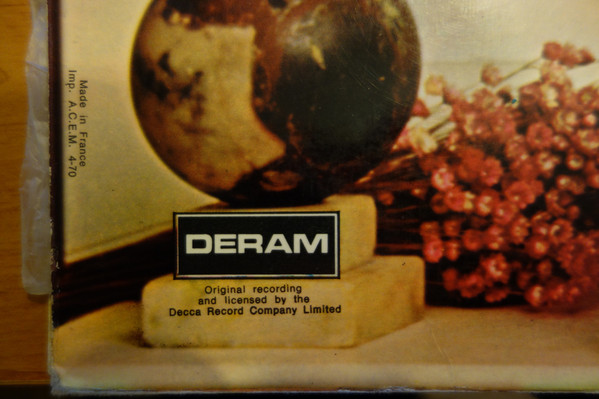 Made in France
Imp. A.C.E.M. 4-70
DERAM
Original recording
and licensed by the
Decca Record Company Limited